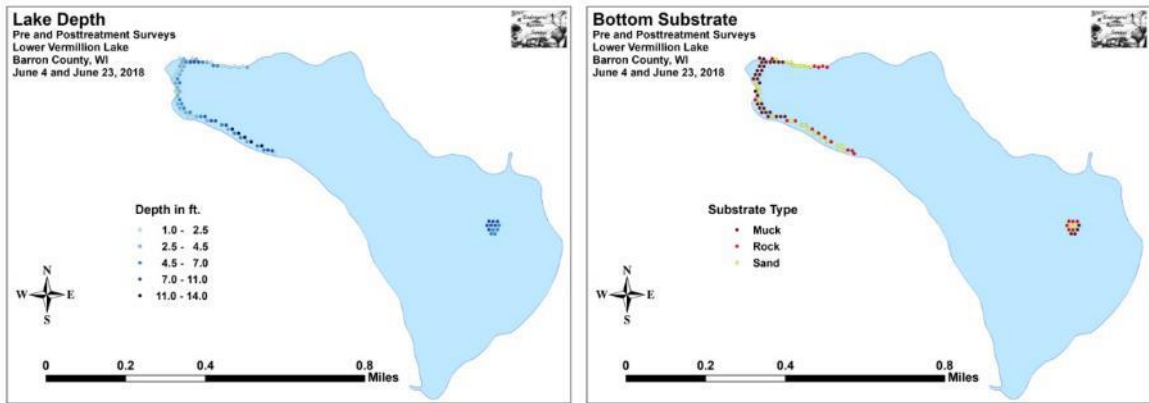 Lake Depth
Pre and Posttreatment Surveys
Lower Vermillion Lake
Barron County, WI
June 4 and June 23, 2018
Depth in ft.
1.0 - 2.5
2.5 - 4.5
4.5 - 7.0
7.0 - 11.0
11.0 - 14.0
N
W E
S
0 0.2 0.4 0.8
Miles
Bottom Substrate
Pre and Posttreatment Surveys
Lower Vermillion Lake
Barron County, WI
June 4 and June 23, 2018
Substrate Type
Muck
Rock
Sand
N
W E
S
0 0.2 0.4 0.8
Miles